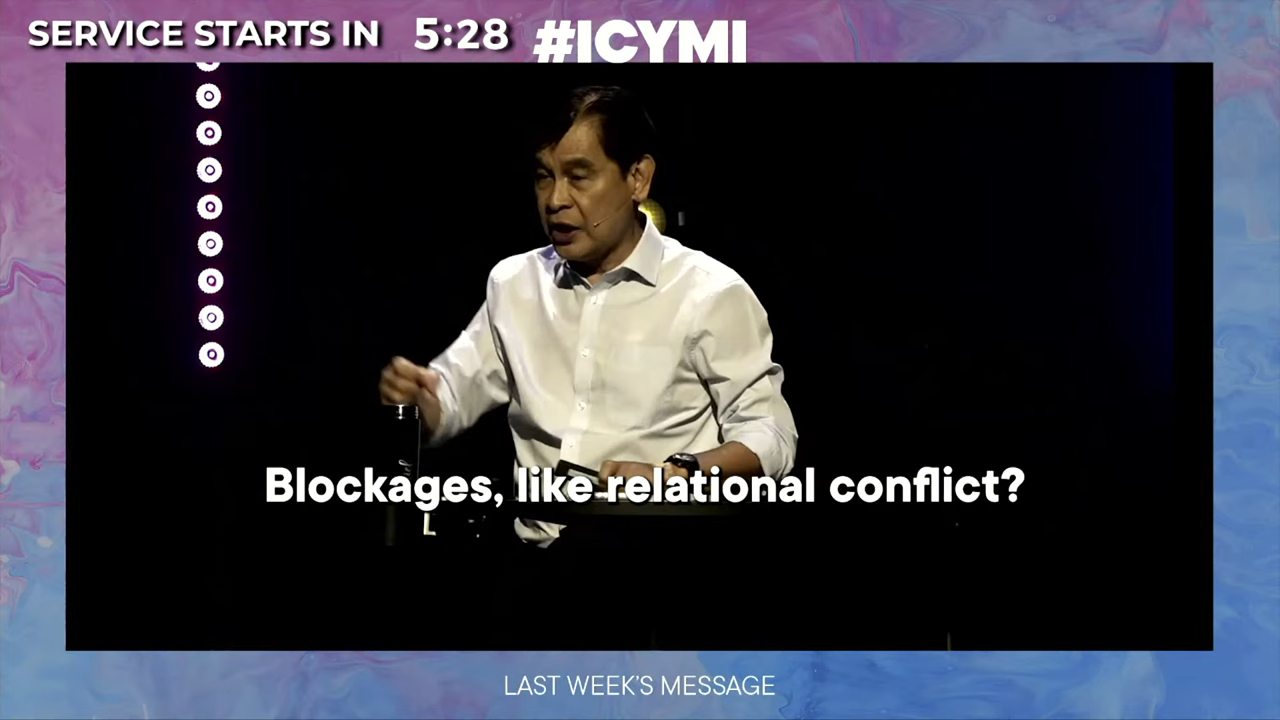 SERVICE STARTS IN 5:28 #ICYMI
Blockages, like relational conflict?
L
LAST WEEK'S MESSAGE